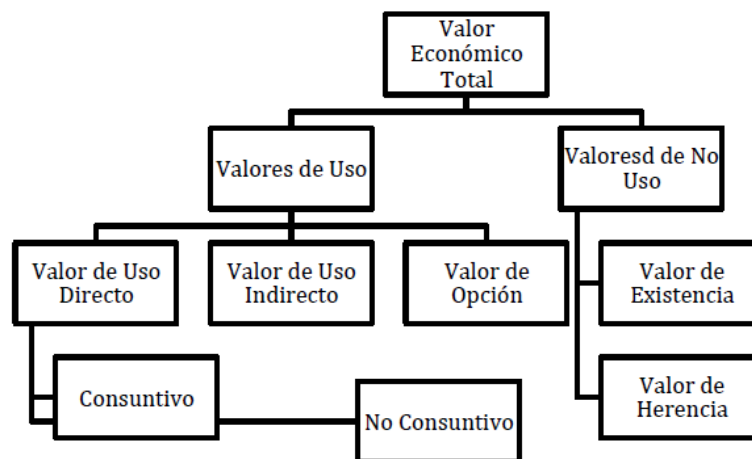 Valor
Económico
Total
Valores de Uso
Valoresd de No
Uso
Valor de Uso
Directo
Valor de Uso
Indirecto
Valor de
Opción
Valor de
Existencia
Consuntivo
No Consuntivo
Valor de
Herencia